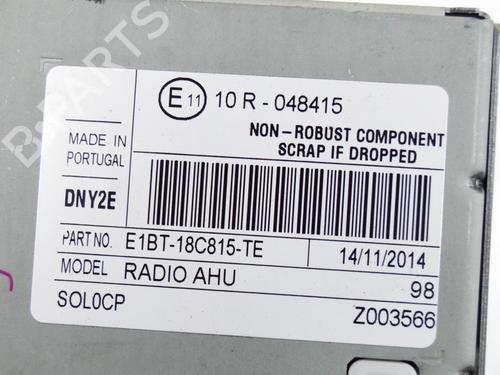 B-PARTS
E 11 10 R - 048415
NON-ROBUST COMPONENT
SCRAP IF DROPPED
MADE IN
PORTUGAL
DNY2E
PART NO. E1BT-18C815-TE 14/11/2014
MODEL RADIO AHU 98
SOL0CP Z003566